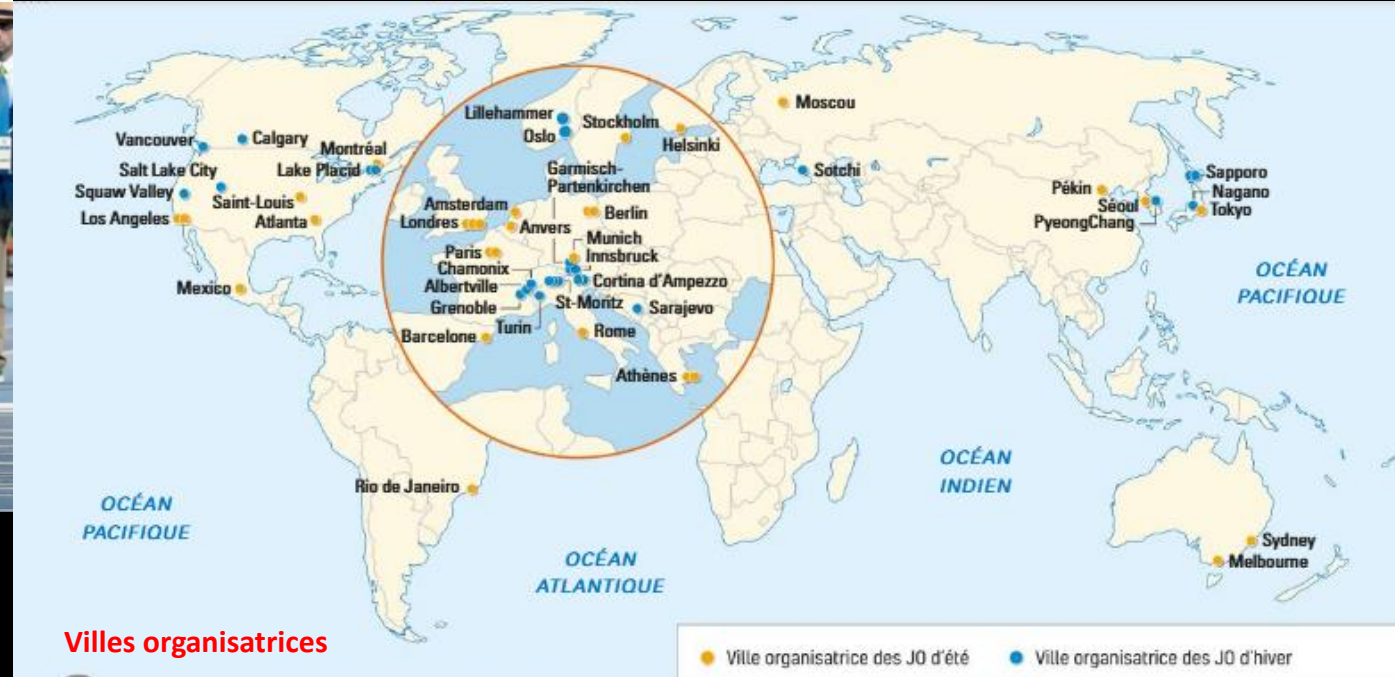 Lillehammer
Oslo
Stockholm
Helsinki
Moscou
Vancouver
Calgary
Montréal
Lake Placid
Salt Lake City
Squaw Valley
Saint-Louis
Los Angeles
Atlanta
Mexico
Garmisch-
Partenkirchen
Amsterdam
Londres
Anvers
Berlin
Paris
Munich
Innsbruck
Chamonix
Albertville
Cortina d'Ampezzo
Grenoble
St-Moritz
Sarajevo
Turin
Barcelone
Rome
Athènes
Sotchi
Pékin
Séoul
PyeongChang
Sapporo
Nagano
Tokyo
OCÉAN
PACIFIQUE
Rio de Janeiro
OCÉAN
PACIFIQUE
OCÉAN
ATLANTIQUE
OCÉAN
INDIEN
Sydney
Melbourne
Villes organisatrices
Ville organisatrice des JO d'été
Ville organisatrice des JO d'hiver